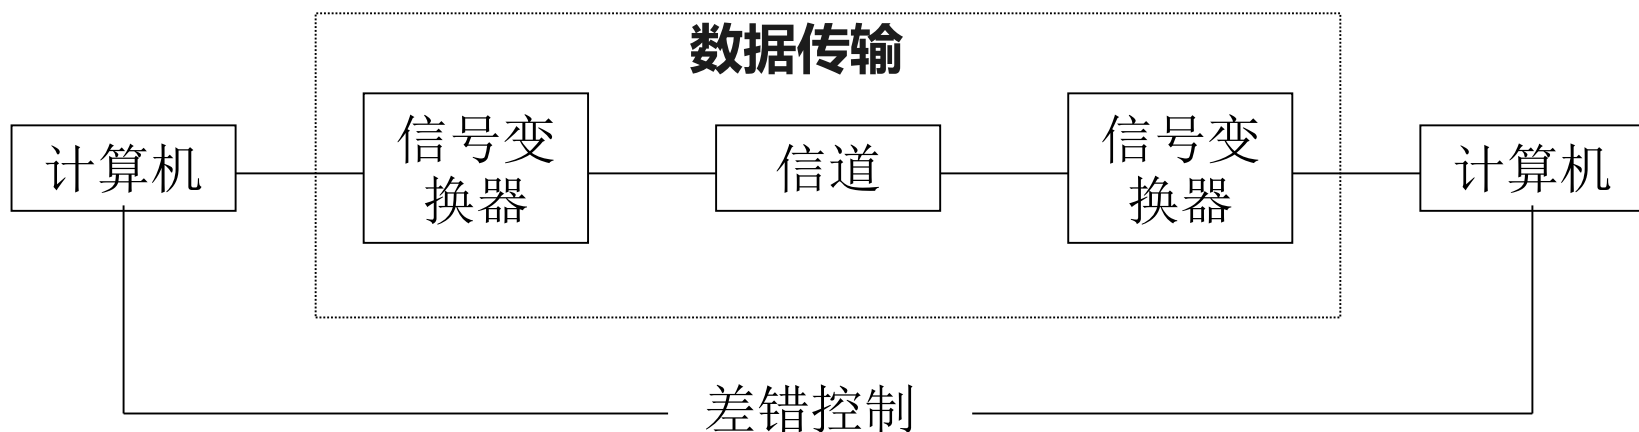 数据传输
计算机
信号变
换器
信道
信号变
换器
计算机
差错控制